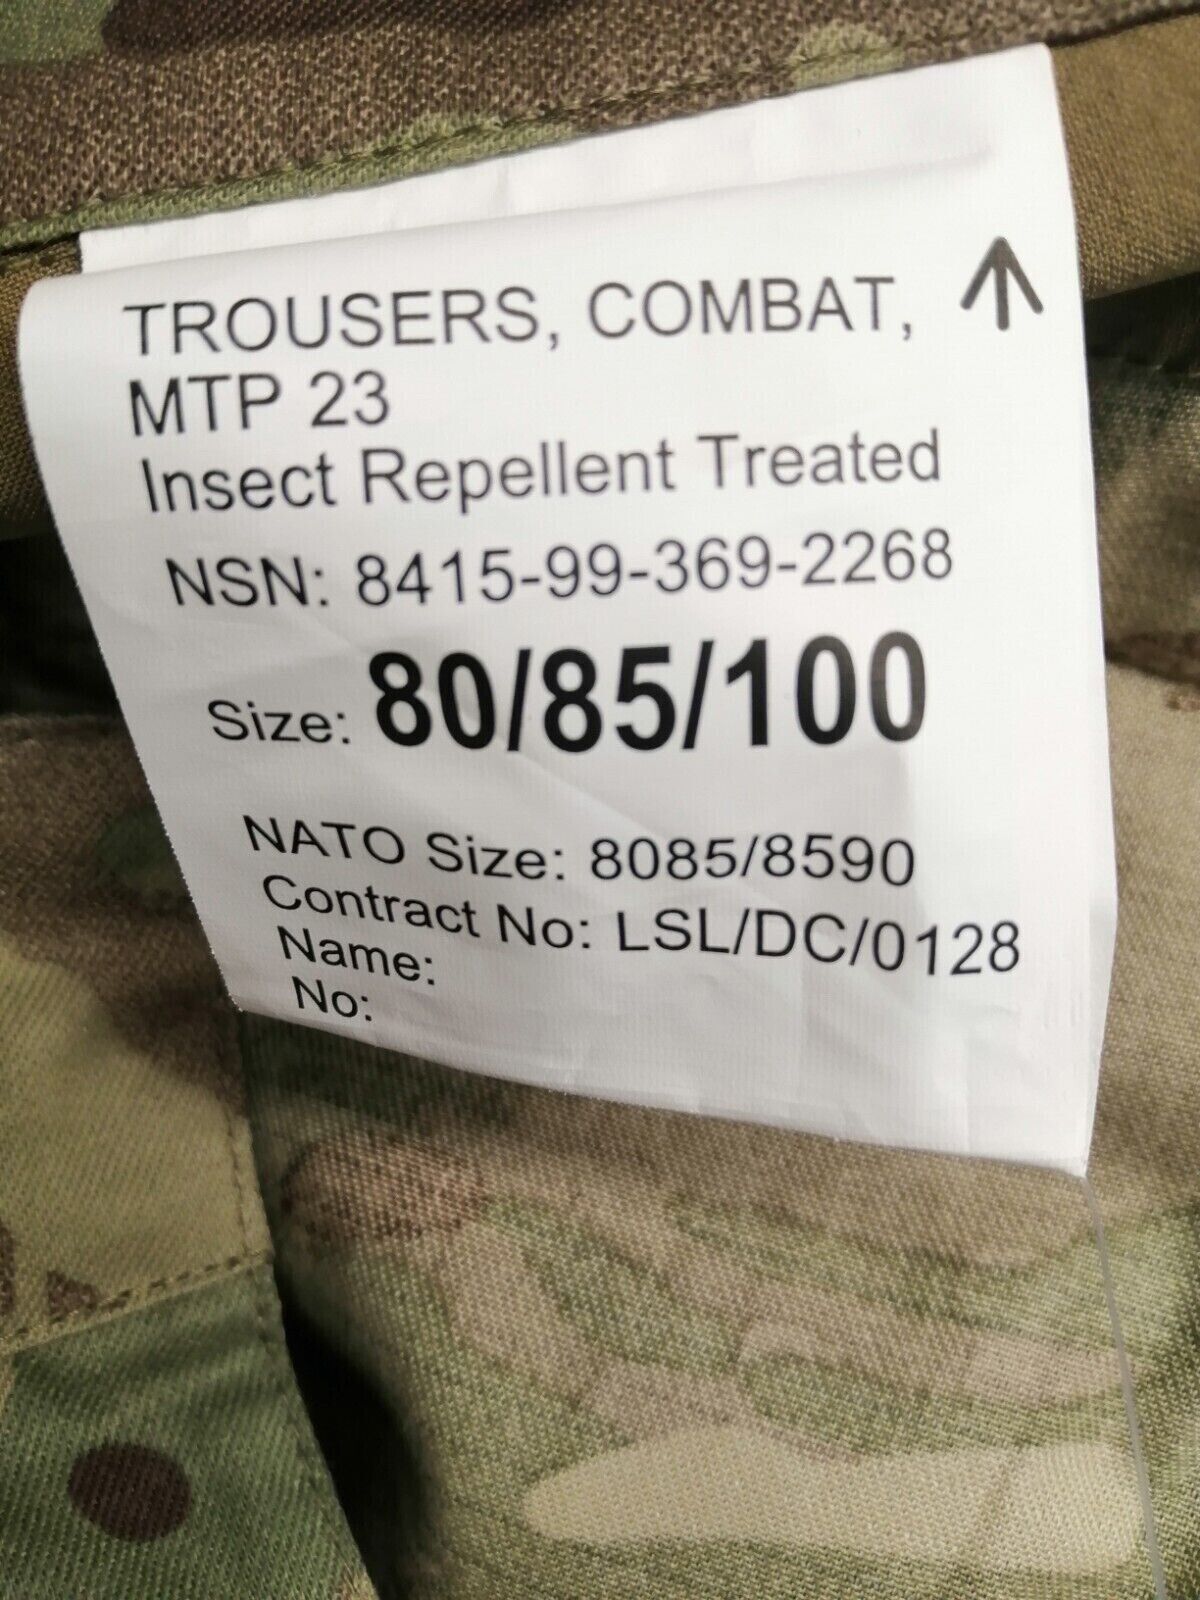 TROUSERS, COMBAT,
MTP 23
Insect Repellent Treated
NSN: 8415-99-369-2268
Size: 80/85/100
NATO Size: 8085/8590
Contract No: LSL/DC/0128
Name:
No: